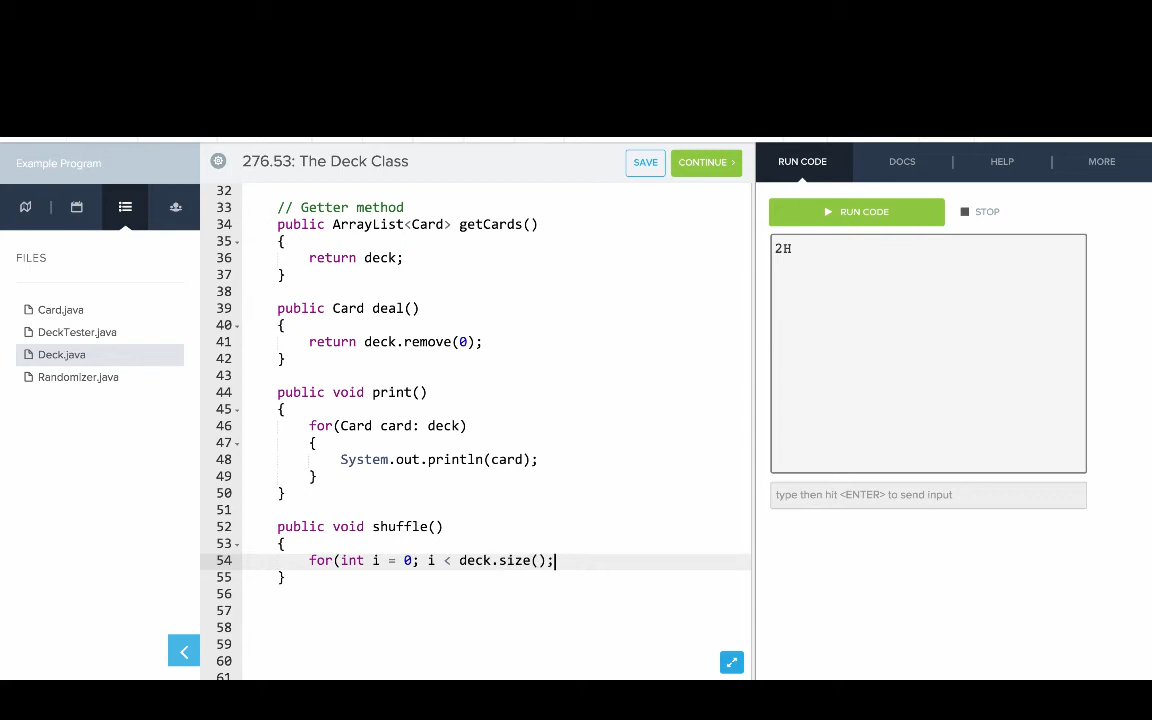 Example Program
276.53: The Deck Class
SAVE
CONTINUE ›
RUN CODE
DOCS
HELP
MORE
RUN CODE
STOP
FILES
Card.java
DeckTester.java
Deck.java
Randomizer.java
32
33 // Getter method
34 public ArrayList<Card> getCards()
35 {
36 return deck;
37 }
38
39 public Card deal()
40 {
41 return deck.remove(0);
42 }
43
44 public void print()
45 {
46 for(Card card: deck)
47 {
48 System.out.println(card);
49 }
50 }
51
52 public void shuffle()
53 {
54 for(int i = 0; i < deck.size();
55 }
56
57
58
59
60
61
2H
type then hit <ENTER> to send input